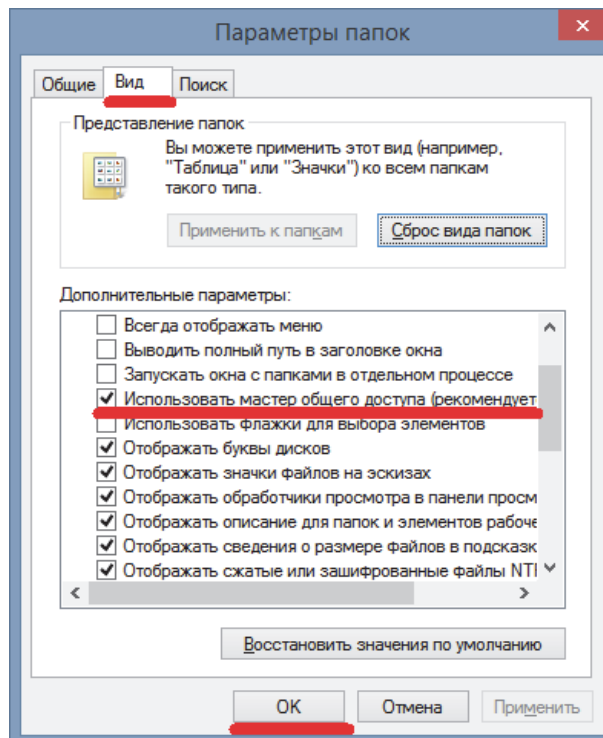 Параметры папок
Общие
Вид
Поиск
Представление папок
Вы можете применить этот вид (например,
"Таблица" или "Значки") ко всем папкам
такого типа.
Применить к папкам
Сброс вида папок
Дополнительные параметры:
Всегда отображать меню
Выводить полный путь в заголовке окна
Запускать окна с папками в отдельном процессе
Использовать мастер общего доступа (рекомендует
Использовать флажки для выбора элементов
Отображать буквы дисков
Отображать значки файлов на эскизах
Отображать обработчики просмотра в панели просм
Отображать описание для папок и элементов рабоче
Отображать сведения о размере файлов в подсказк
Отображать сжатые или зашифрованные файлы NTI
Восстановить значения по умолчанию
OK
Отмена
Применить